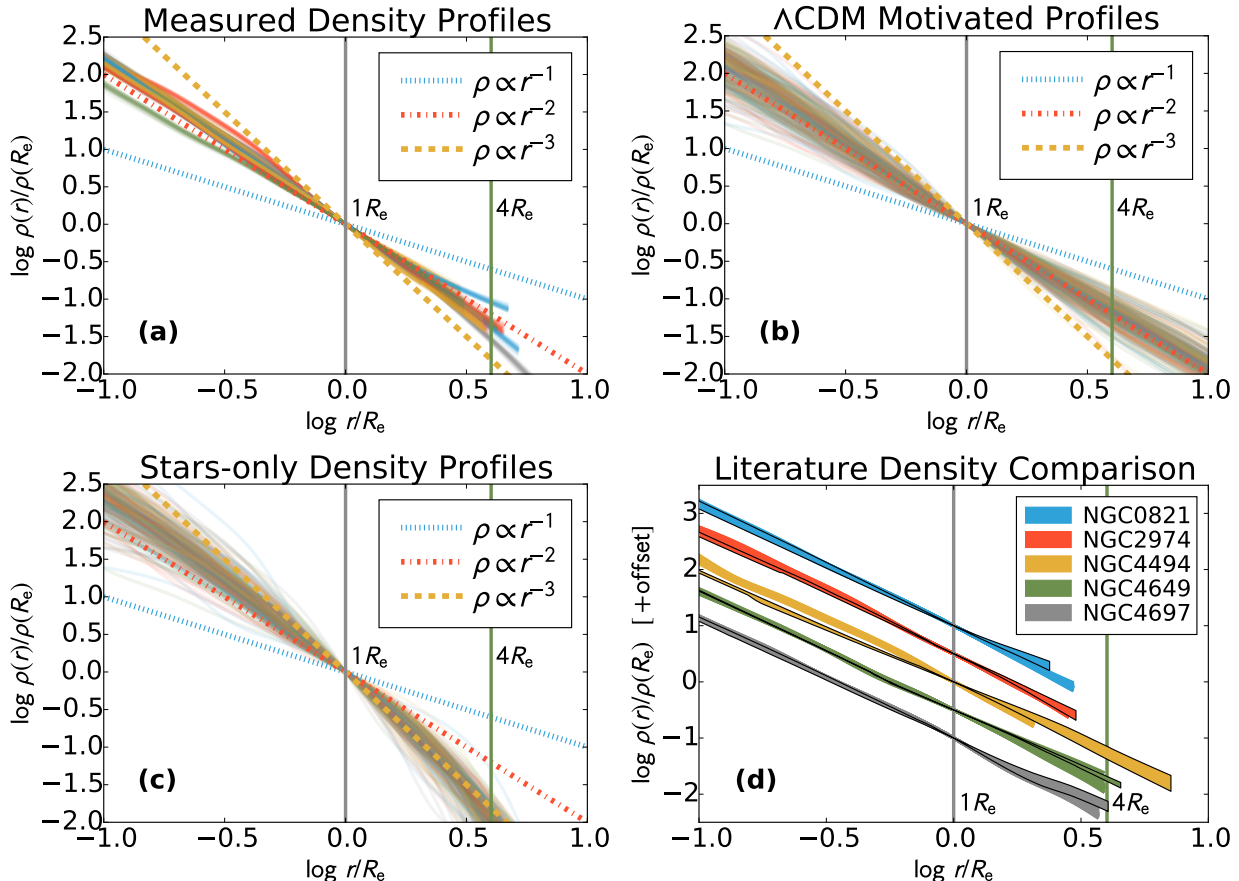 Measured Density Profiles
2.5
2.0
1.5
1.0
0.5
0.0
−0.5
−1.0
−1.5
−2.0
log ρ(r)/ρ(Re)
ρ ∝ r⁻¹
ρ ∝ r⁻²
ρ ∝ r⁻³
1Re
4Re
(a)
−1.0 −0.5 0.0 0.5 1.0
log r/Re
ΛCDM Motivated Profiles
2.5
2.0
1.5
1.0
0.5
0.0
−0.5
−1.0
−1.5
−2.0
log ρ(r)/ρ(Re)
ρ ∝ r⁻¹
ρ ∝ r⁻²
ρ ∝ r⁻³
1Re
4Re
(b)
−1.0 −0.5 0.0 0.5 1.0
log r/Re
Stars-only Density Profiles
2.5
2.0
1.5
1.0
0.5
0.0
−0.5
−1.0
−1.5
−2.0
log ρ(r)/ρ(Re)
ρ ∝ r⁻¹
ρ ∝ r⁻²
ρ ∝ r⁻³
1Re
4Re
(c)
−1.0 −0.5 0.0 0.5 1.0
log r/Re
Literature Density Comparison
3
2
1
0
−1
−2
log ρ(r)/ρ(Re) [+offset]
NGC0821
NGC2974
NGC4494
NGC4649
NGC4697
(d)
1Re
4Re
−1.0 −0.5 0.0 0.5 1.0
log r/Re